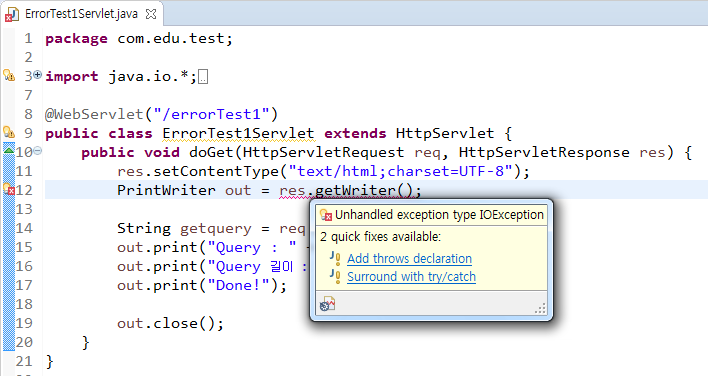 ErrorTest1Servlet.java
1 package com.edu.test;
2
3 import java.io.*;
7
8 @WebServlet("/errorTest1")
9 public class ErrorTest1Servlet extends HttpServlet {
10 public void doGet(HttpServletRequest req, HttpServletResponse res) {
11 res.setContentType("text/html;charset=UTF-8");
12 PrintWriter out = res.getWriter();
13
14 String getquery = req
15 out.print("Query : "
16 out.print("Query 길이 :
17 out.print("Done!");
18
19 out.close();
20 }
21 }
Unhandled exception type IOException
2 quick fixes available:
Add throws declaration
Surround with try/catch